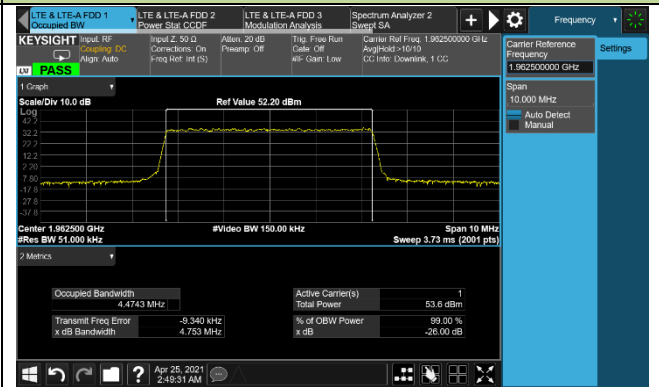 LTE & LTE-A FDD 1
Occupied BW
LTE & LTE-A FDD 2
Power Stat CCDF
LTE & LTE-A FDD 3
Modulation Analysis
Spectrum Analyzer 2
Swept SA
Frequency
KEYSIGHT
Input: RF
Coupling: DC
Align: Auto
Input Z: 50 Ω
Corrections: On
Freq Ref: Int (S)
Atten: 20 dB
Preamp: Off
Trig: Free Run
Gate: Off
#IF Gain: Low
Carrier Ref Freq: 1.962500000 GHz
Avg|Hold:>10/10
CC Info: Downlink, 1 CC
LXI
PASS
Carrier Reference
Frequency
1.962500000 GHz
Settings
Span
10.000 MHz
Auto Detect
Manual
1 Graph
Scale/Div 10.0 dB
Ref Value 52.20 dBm
Log
42.2
32.2
22.2
12.2
2.20
-7.80
-17.8
-27.8
-37.8
Center 1.962500 GHz
#Video BW 150.00 kHz
Span 10 MHz
#Res BW 51.000 kHz
Sweep 3.73 ms (2001 pts)
2 Metrics
Occupied Bandwidth
4.4743 MHz
Active Carrier(s) 1
Total Power 53.6 dBm
Transmit Freq Error -9.340 kHz
x dB Bandwidth 4.753 MHz
% of OBW Power 99.00 %
x dB -26.00 dB
?
Apr 25, 2021
2:49:31 AM